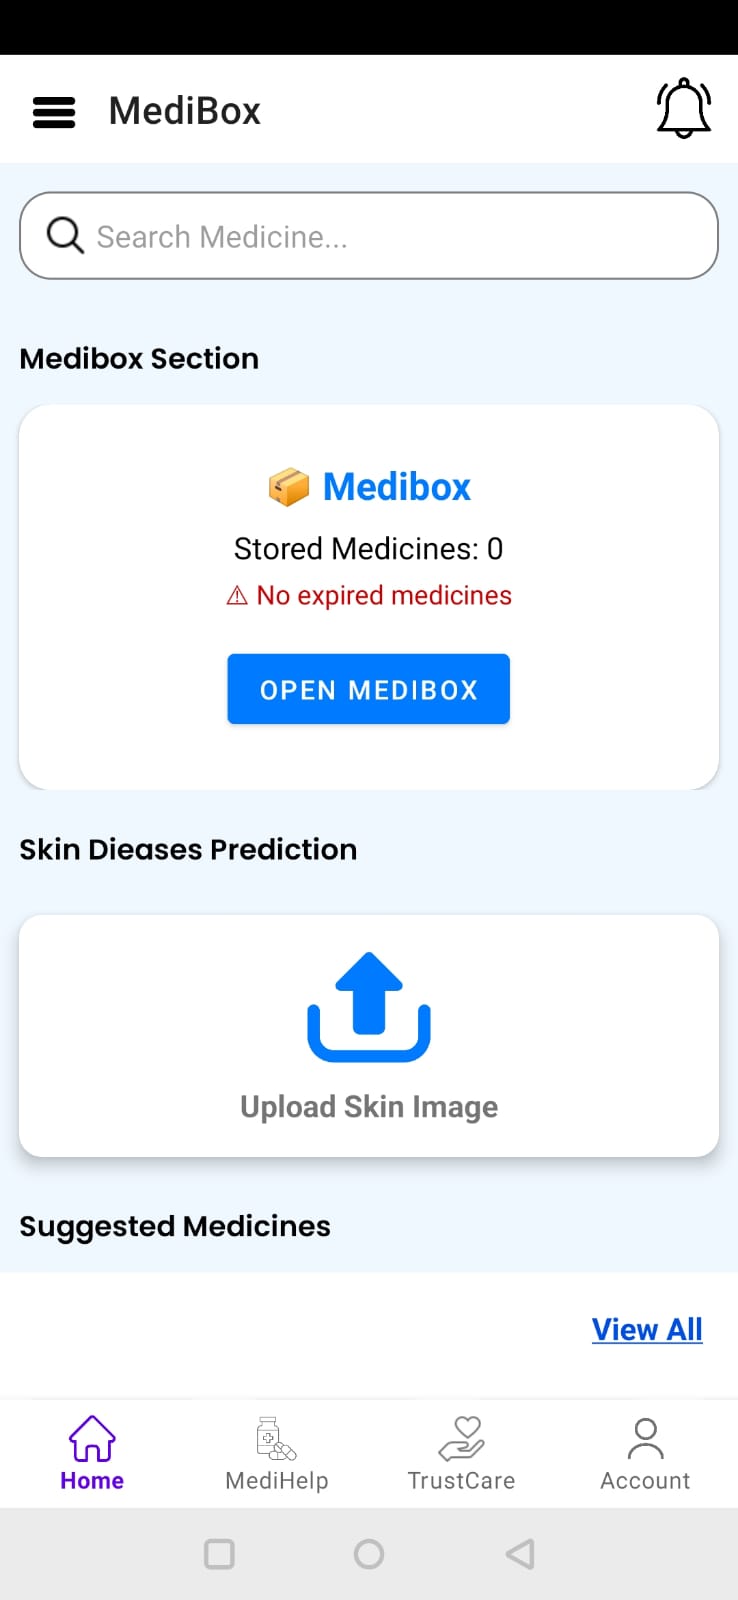 MediBox
Search Medicine...
Medibox Section
📦 Medibox
Stored Medicines: 0
⚠ No expired medicines
OPEN MEDIBOX
Skin Dieases Prediction
Upload Skin Image
Suggested Medicines
View All
Home MediHelp TrustCare Account